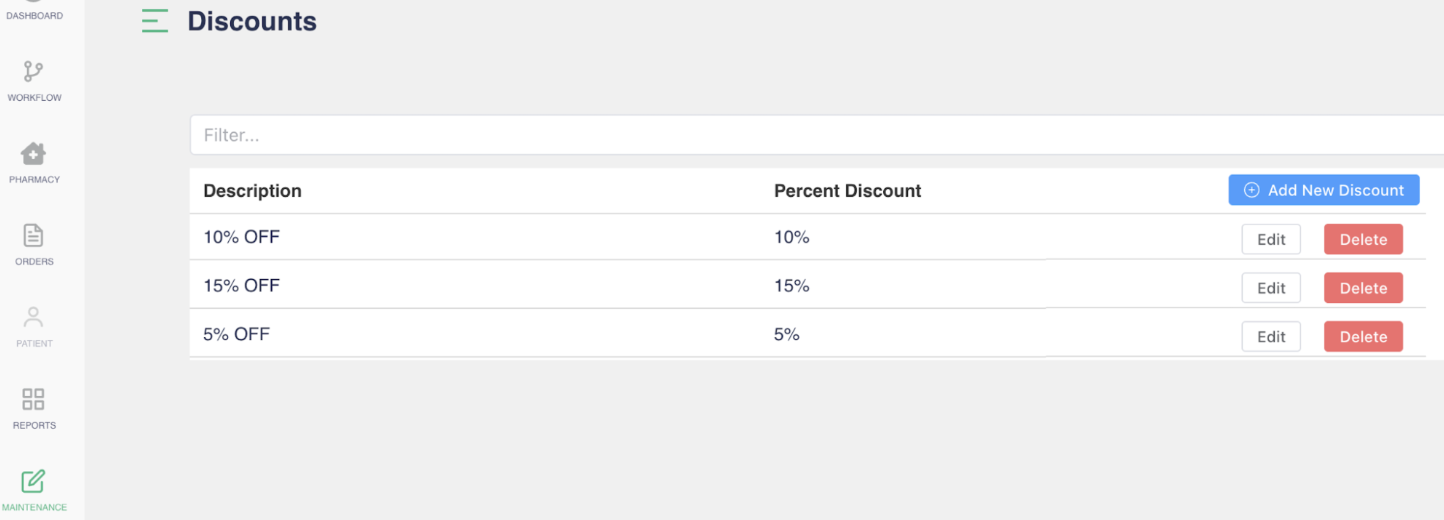 DASHBOARD
Discounts
WORKFLOW
Filter...
PHARMACY
Description Percent Discount Add New Discount
10% OFF 10% Edit Delete
ORDERS
15% OFF 15% Edit Delete
5% OFF 5% Edit Delete
PATIENT
REPORTS
MAINTENANCE